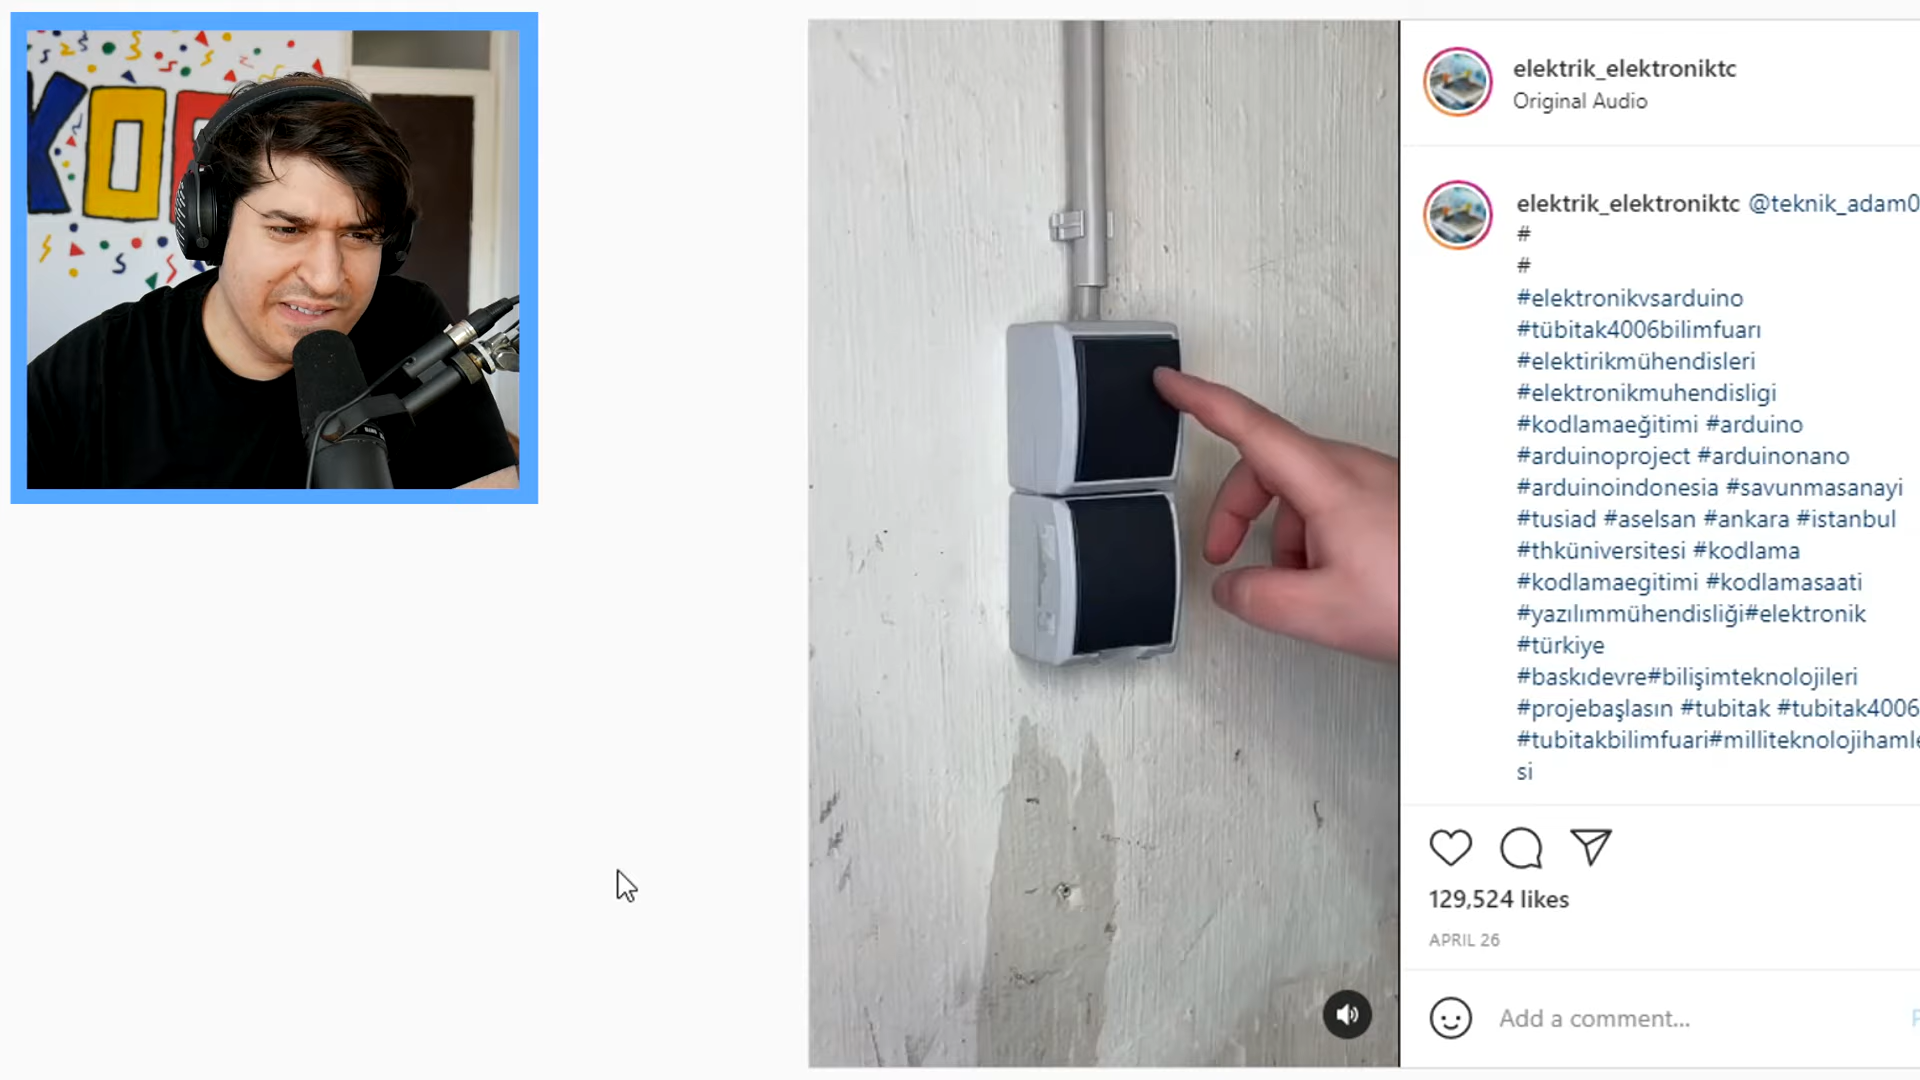 KOR
elektrik_elektroniktc
Original Audio
elektrik_elektroniktc @teknik_adam0
#
#
#elektronikvsarduino
#tübitak4006bilimfuarı
#elektirikmühendisleri
#elektronikmuhendisligi
#kodlamaeğitimi #arduino
#arduinoproject #arduinonano
#arduinoindonesia #savunmasanayi
#tusiad #aselsan #ankara #istanbul
#thküniversitesi #kodlama
#kodlamaegitimi #kodlamasaati
#yazılımmühendisliği#elektronik
#türkiye
#baskıdevre#bilişimteknolojileri
#projebaşlasın #tubitak #tubitak4006
#tubitakbilimfuari#milliteknolojihamle
si
129,524 likes
APRIL 26
Add a comment...